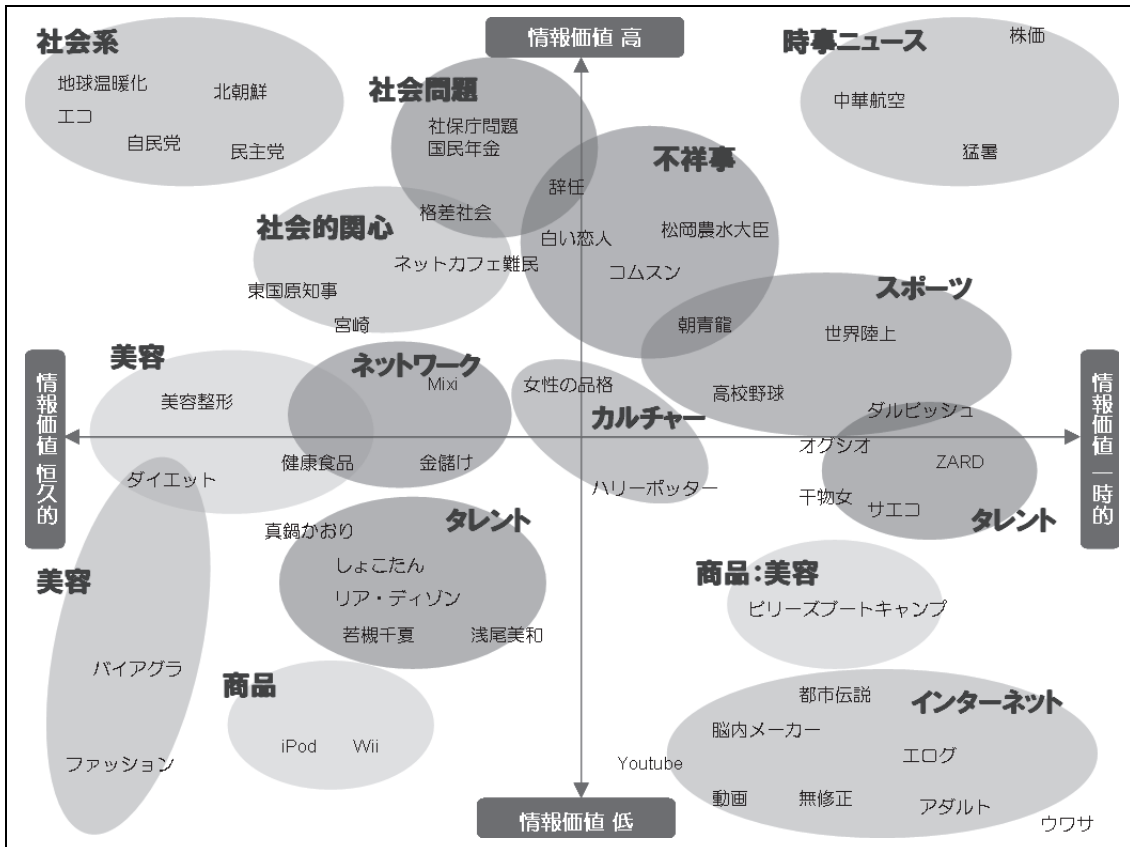 情報価値 高
社会系
地球温暖化
北朝鮮
エコ
自民党
民主党
社会問題
社保庁問題
国民年金
時事ニュース
株価
中華航空
猛暑
不祥事
辞任
白い恋人
松岡農水大臣
コムスン
朝青龍
社会的関心
格差社会
ネットカフェ難民
東国原知事
宮崎
スポーツ
世界陸上
高校野球
ダルビッシュ
情報価値 恒久的
美容
美容整形
ダイエット
健康食品
ネットワーク
Mixi
金儲け
女性の品格
カルチャー
ハリーポッター
オグシオ
ZARD
干物女
サエコ
タレント
情報価値 一時的
真鍋かおり
タレント
しょこたん
リア・ディゾン
若槻千夏
浅尾美和
商品：美容
ビリーズブートキャンプ
美容
バイアグラ
ファッション
商品
iPod
Wii
インターネット
都市伝説
脳内メーカー
エログ
Youtube
動画
無修正
アダルト
ウワサ
情報価値 低